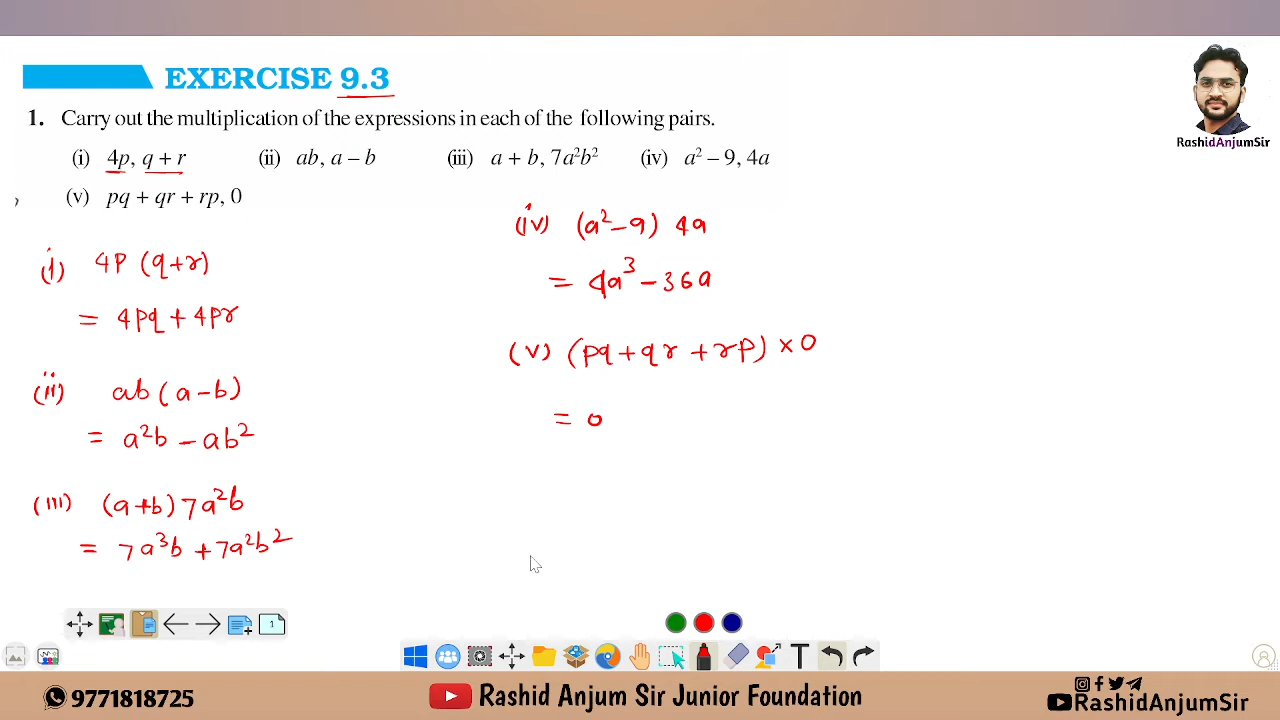 EXERCISE 9.3
1. Carry out the multiplication of the expressions in each of the following pairs.
(i) 4p, q + r (ii) ab, a – b (iii) a + b, 7a²b² (iv) a² – 9, 4a
(v) pq + qr + rp, 0
RashidAnjumSir
(i) 4p (q+r)
= 4pq + 4pr
(ii) ab (a-b)
= a²b - ab²
(iii) (a+b) 7a²b
= 7a³b + 7a²b²
(iv) (a²-9) 4a
= 4a³ - 36a
(v) (pq + qr + rp) × 0
= 0
1
T
9771818725
Rashid Anjum Sir Junior Foundation
RashidAnjumSir